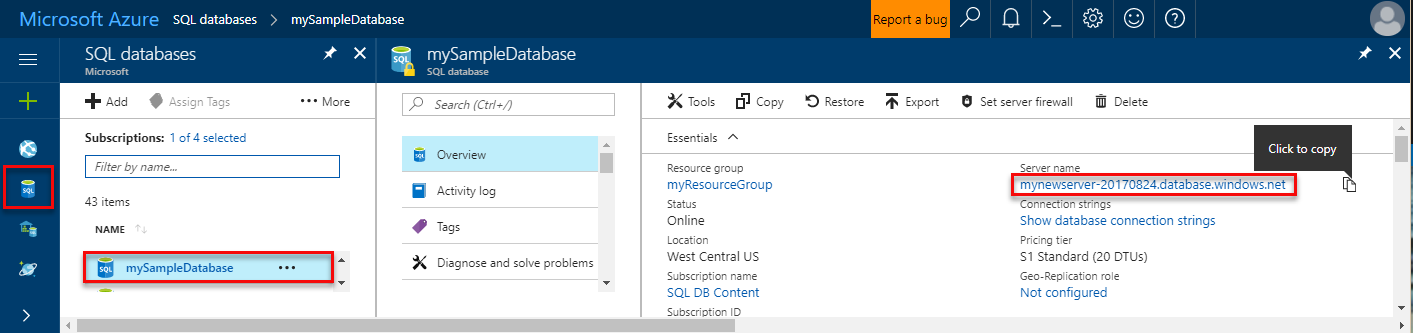 Microsoft Azure SQL databases > mySampleDatabase Report a bug
SQL databases
Microsoft
Add Assign Tags ••• More
Subscriptions: 1 of 4 selected
Filter by name...
43 items
NAME
SQL mySampleDatabase •••
SQL
SQL mySampleDatabase
SQL database
Search (Ctrl+/)
SQL Overview
Activity log
Tags
Diagnose and solve problems
Tools Copy Restore Export Set server firewall Delete
Essentials
Click to copy
Resource group
myResourceGroup
Status
Online
Location
West Central US
Subscription name
SQL DB Content
Subscription ID
Server name
mynewserver-20170824.database.windows.net
Connection strings
Show database connection strings
Pricing tier
S1 Standard (20 DTUs)
Geo-Replication role
Not configured